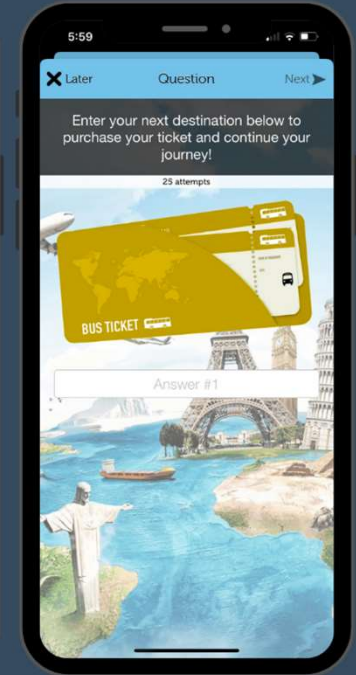 5:59
Later Question Next
Enter your next destination below to
purchase your ticket and continue your
journey!
25 attempts
BUS TICKET
Answer #1